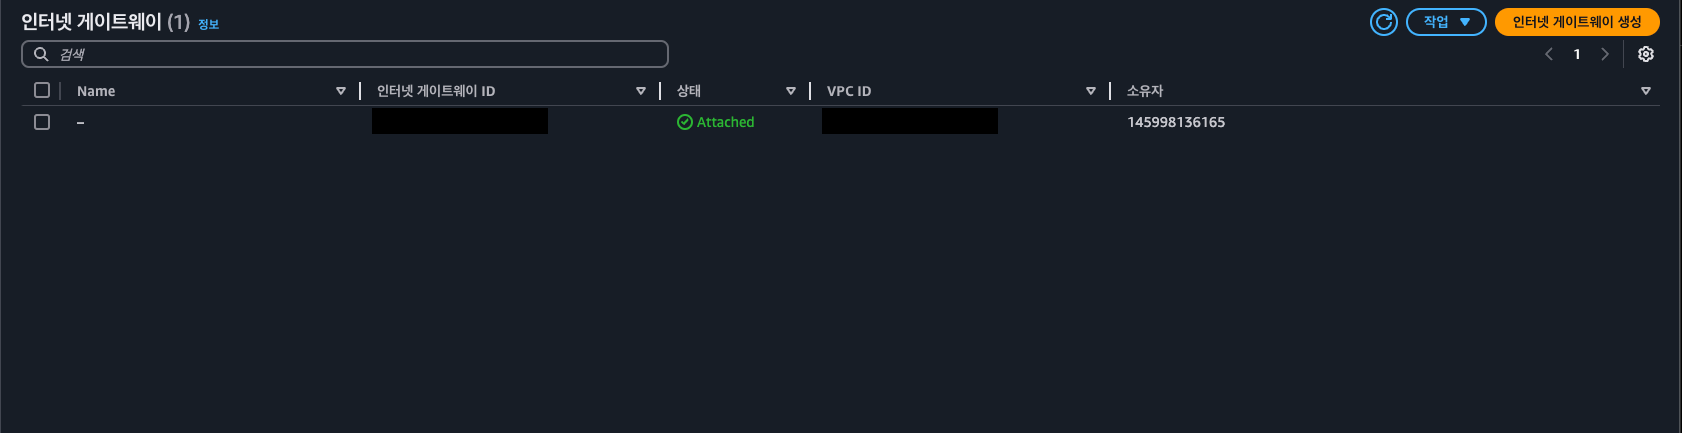 인터넷 게이트웨이 (1) 정보
작업
인터넷 게이트웨이 생성
검색
1
Name 인터넷 게이트웨이 ID 상태 VPC ID 소유자
– Attached 145998136165